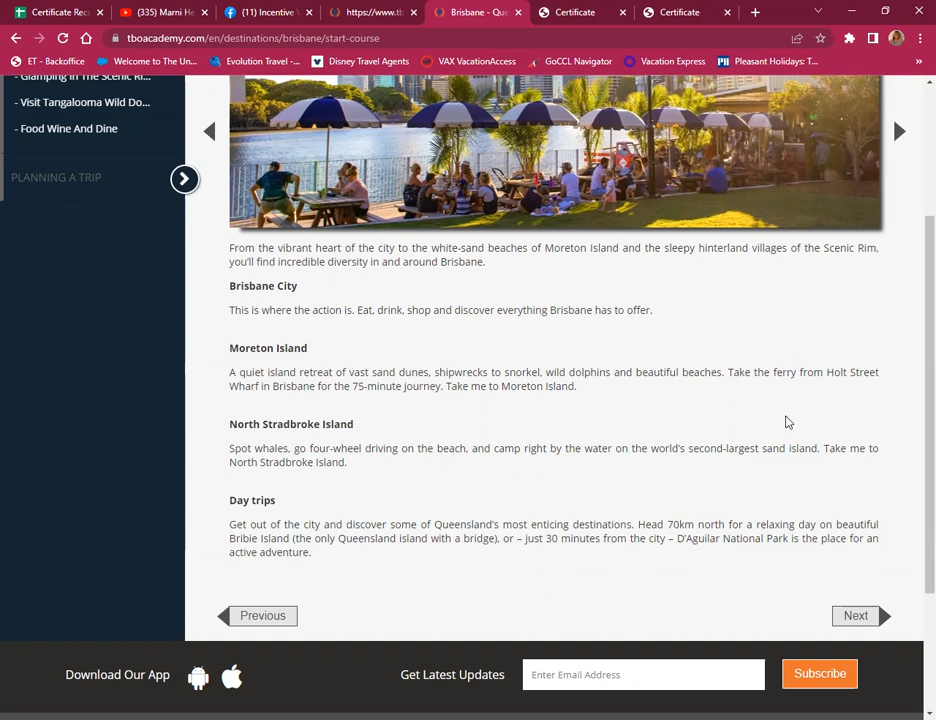 Certificate Rec
(335) Marni He
(11) Incentive
https://www.tb
Brisbane - Que
Certificate
Certificate
tboacademy.com/en/destinations/brisbane/start-course
ET - Backoffice
Welcome to The Un...
Evolution Travel -...
Disney Travel Agents
VAX VacationAccess
GoCCL Navigator
Vacation Express
Pleasant Holidays: T...
»
- Glamping In The Scenic Ri...
- Visit Tangalooma Wild Do...
- Food Wine And Dine
PLANNING A TRIP
From the vibrant heart of the city to the white-sand beaches of Moreton Island and the sleepy hinterland villages of the Scenic Rim,
you'll find incredible diversity in and around Brisbane.
Brisbane City
This is where the action is. Eat, drink, shop and discover everything Brisbane has to offer.
Moreton Island
A quiet island retreat of vast sand dunes, shipwrecks to snorkel, wild dolphins and beautiful beaches. Take the ferry from Holt Street
Wharf in Brisbane for the 75-minute journey. Take me to Moreton Island.
North Stradbroke Island
Spot whales, go four-wheel driving on the beach, and camp right by the water on the world's second-largest sand island. Take me to
North Stradbroke Island.
Day trips
Get out of the city and discover some of Queensland's most enticing destinations. Head 70km north for a relaxing day on beautiful
Bribie Island (the only Queensland island with a bridge), or – just 30 minutes from the city – D'Aguilar National Park is the place for an
active adventure.
Previous
Next
Download Our App
Get Latest Updates
Enter Email Address
Subscribe